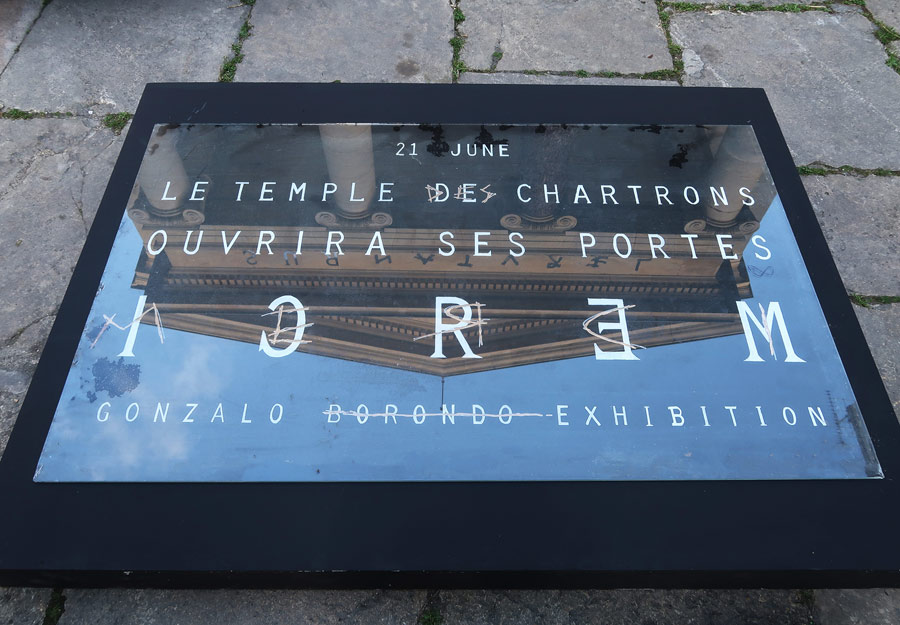 21 JUNE
LE TEMPLE DES CHARTRONS
OUVRIRA SES PORTES
IƆRƎM
GONZALO BORONDO EXHIBITION